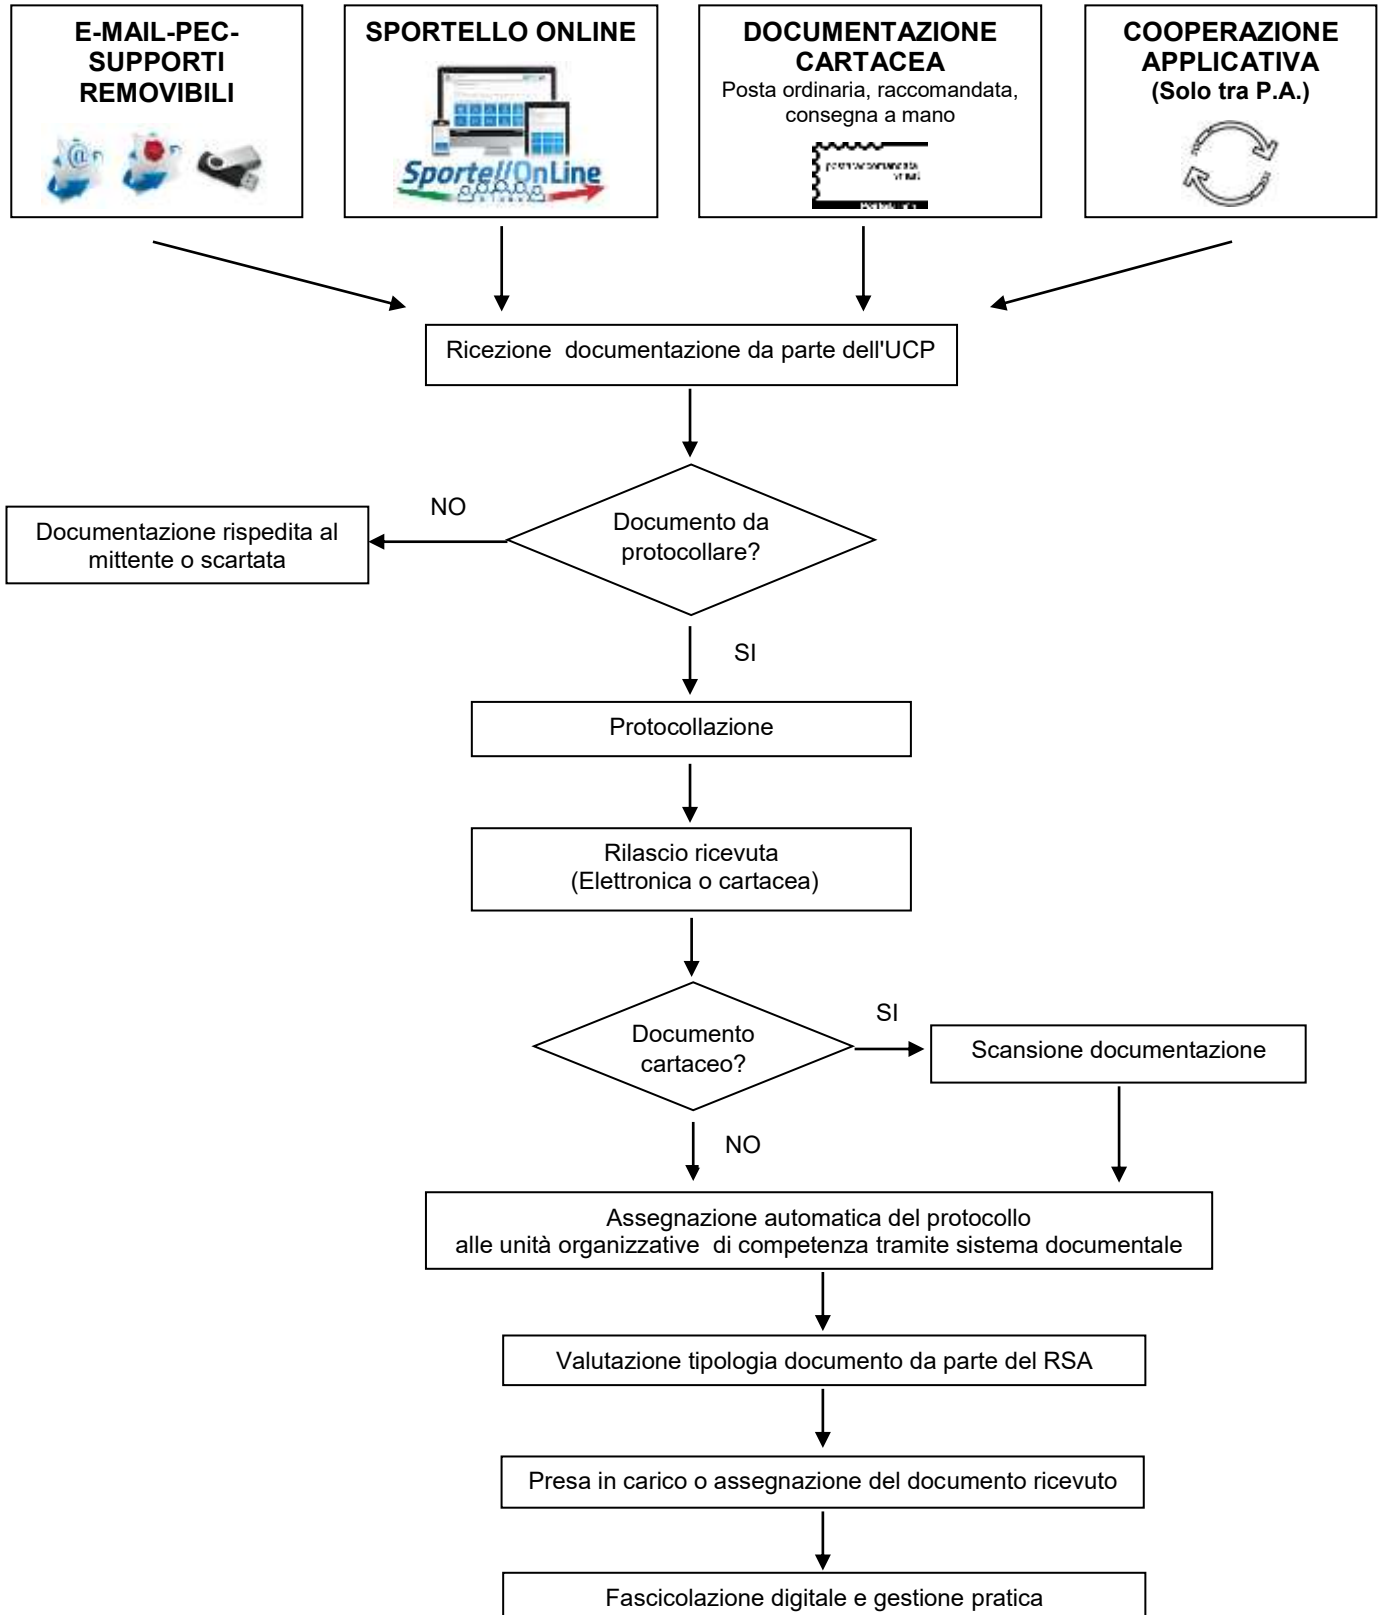 E-MAIL-PEC-
SUPPORTI
REMOVIBILI
SPORTELLO ONLINE
SportellOnLine
DOCUMENTAZIONE
CARTACEA
Posta ordinaria, raccomandata,
consegna a mano
posta raccomandata
COOPERAZIONE
APPLICATIVA
(Solo tra P.A.)
Ricezione documentazione da parte dell'UCP
NO
Documentazione rispedita al
mittente o scartata
Documento da
protocollare?
SI
Protocollazione
Rilascio ricevuta
(Elettronica o cartacea)
Documento
cartaceo?
SI
Scansione documentazione
NO
Assegnazione automatica del protocollo
alle unità organizzative di competenza tramite sistema documentale
Valutazione tipologia documento da parte del RSA
Presa in carico o assegnazione del documento ricevuto
Fascicolazione digitale e gestione pratica